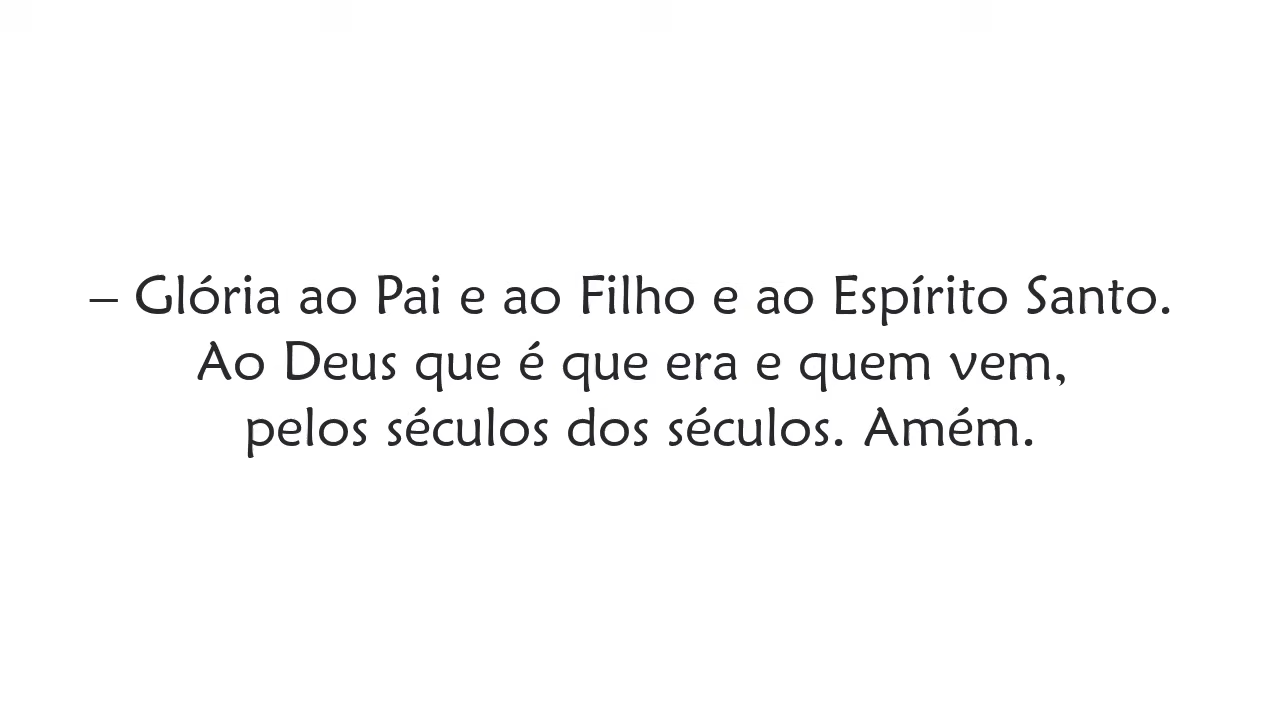 – Glória ao Pai e ao Filho e ao Espírito Santo.
Ao Deus que é que era e quem vem,
pelos séculos dos séculos. Amém.